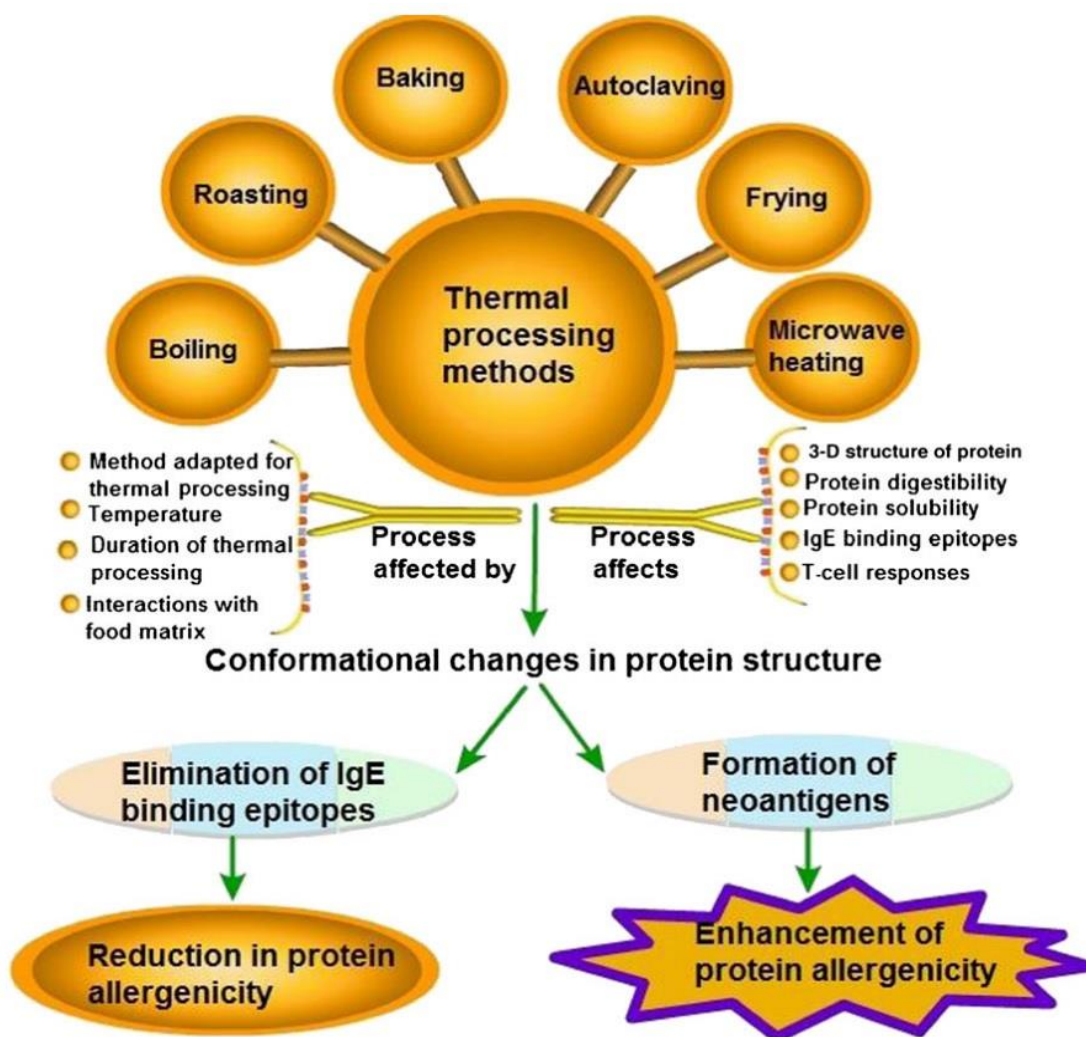 Baking
Autoclaving
Roasting
Frying
Boiling
Thermal
processing
methods
Microwave
heating
Method adapted for
thermal processing
Temperature
Duration of thermal
processing
Interactions with
food matrix
Process
affected by
Process
affects
3-D structure of protein
Protein digestibility
Protein solubility
IgE binding epitopes
T-cell responses
Conformational changes in protein structure
Elimination of IgE
binding epitopes
Formation of
neoantigens
Reduction in protein
allergenicity
Enhancement of
protein allergenicity